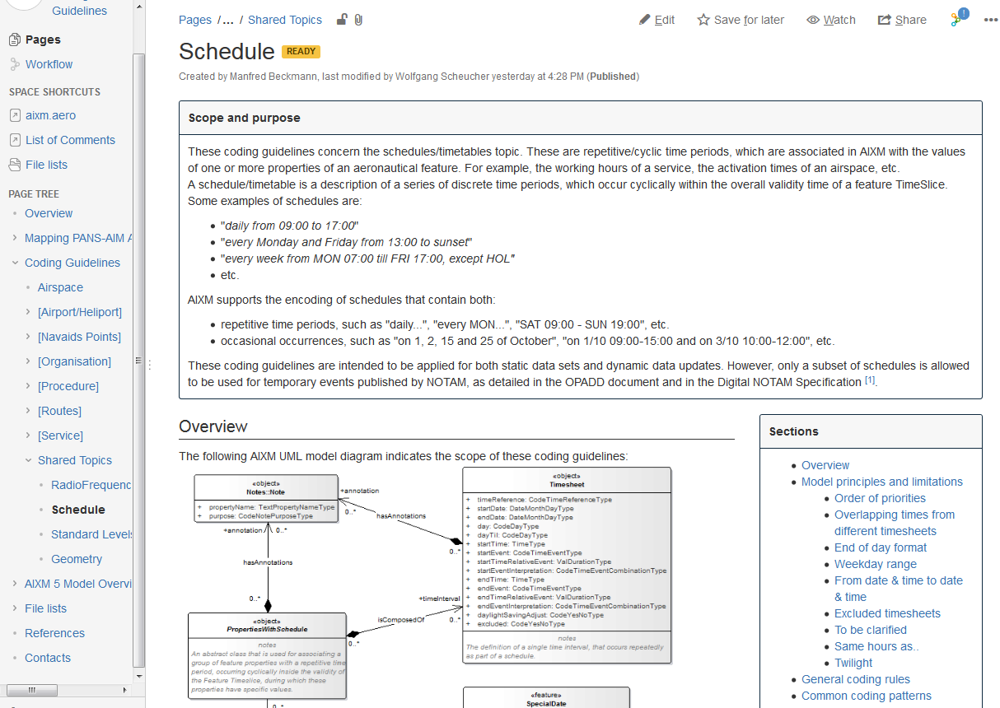 Guidelines
Pages
Workflow
SPACE SHORTCUTS
aixm.aero
List of Comments
File lists
PAGE TREE
Overview
Mapping PANS-AIM A
Coding Guidelines
Airspace
[Airport/Heliport]
[Navaids Points]
[Organisation]
[Procedure]
[Routes]
[Service]
Shared Topics
RadioFrequenc
Schedule
Standard Levels
Geometry
AIXM 5 Model Overvi
File lists
References
Contacts
Pages /... / Shared Topics
Edit Save for later Watch Share
Schedule READY
Created by Manfred Beckmann, last modified by Wolfgang Scheucher yesterday at 4:28 PM (Published)
Scope and purpose
These coding guidelines concern the schedules/timetables topic. These are repetitive/cyclic time periods, which are associated in AIXM with the values
of one or more properties of an aeronautical feature. For example, the working hours of a service, the activation times of an airspace, etc.
A schedule/timetable is a description of a series of discrete time periods, which occur cyclically within the overall validity time of a feature TimeSlice.
Some examples of schedules are:
• "daily from 09:00 to 17:00"
• "every Monday and Friday from 13:00 to sunset"
• "every week from MON 07:00 till FRI 17:00, except HOL"
• etc.
AIXM supports the encoding of schedules that contain both:
• repetitive time periods, such as "daily...", "every MON...", "SAT 09:00 - SUN 19:00", etc.
• occasional occurrences, such as "on 1, 2, 15 and 25 of October", "on 1/10 09:00-15:00 and on 3/10 10:00-12:00", etc.
These coding guidelines are intended to be applied for both static data sets and dynamic data updates. However, only a subset of schedules is allowed
to be used for temporary events published by NOTAM, as detailed in the OPADD document and in the Digital NOTAM Specification [1].
Overview
The following AIXM UML model diagram indicates the scope of these coding guidelines:
«object»
Notes::Note
+ propertyName: TextPropertyNameType
+ purpose: CodeNotePurposeType
+annotation
0..*
hasAnnotations
0..*
+annotation 0..*
hasAnnotations
0..*
«object»
Timesheet
+ timeReference: CodeTimeReferenceType
+ startDate: DateMonthDayType
+ endDate: DateMonthDayType
+ day: CodeDayType
+ dayTil: CodeDayType
+ startTime: TimeType
+ startEvent: CodeTimeEventType
+ startTimeRelativeEvent: ValDurationType
+ startEventInterpretation: CodeTimeEventCombinationType
+ endTime: TimeType
+ endEvent: CodeTimeEventType
+ endTimeRelativeEvent: ValDurationType
+ endEventInterpretation: CodeTimeEventCombinationType
+ daylightSavingAdjust: CodeYesNoType
+ excluded: CodeYesNoType
notes
The definition of a single time interval, that occurs repeatedly
as part of a schedule.
+timeInterval
isComposedOf
0..*
0..*
«object»
PropertiesWithSchedule
notes
An abstract class that is used for associating a
group of feature properties with a repetitive time
period, occurring cyclically inside the validity of
the Feature Timeslice, during which these
properties have specific values.
0..*
«feature»
SpecialDate
Sections
• Overview
• Model principles and limitations
• Order of priorities
• Overlapping times from
different timesheets
• End of day format
• Weekday range
• From date & time to date
& time
• Excluded timesheets
• To be clarified
• Same hours as..
• Twilight
• General coding rules
• Common coding patterns